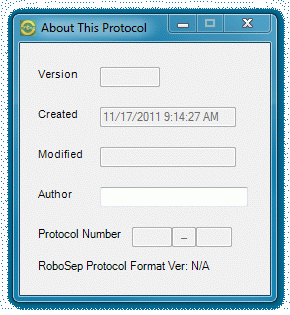 About This Protocol
Version
Created 11/17/2011 9:14:27 AM
Modified
Author
Protocol Number –
RoboSep Protocol Format Ver: N/A